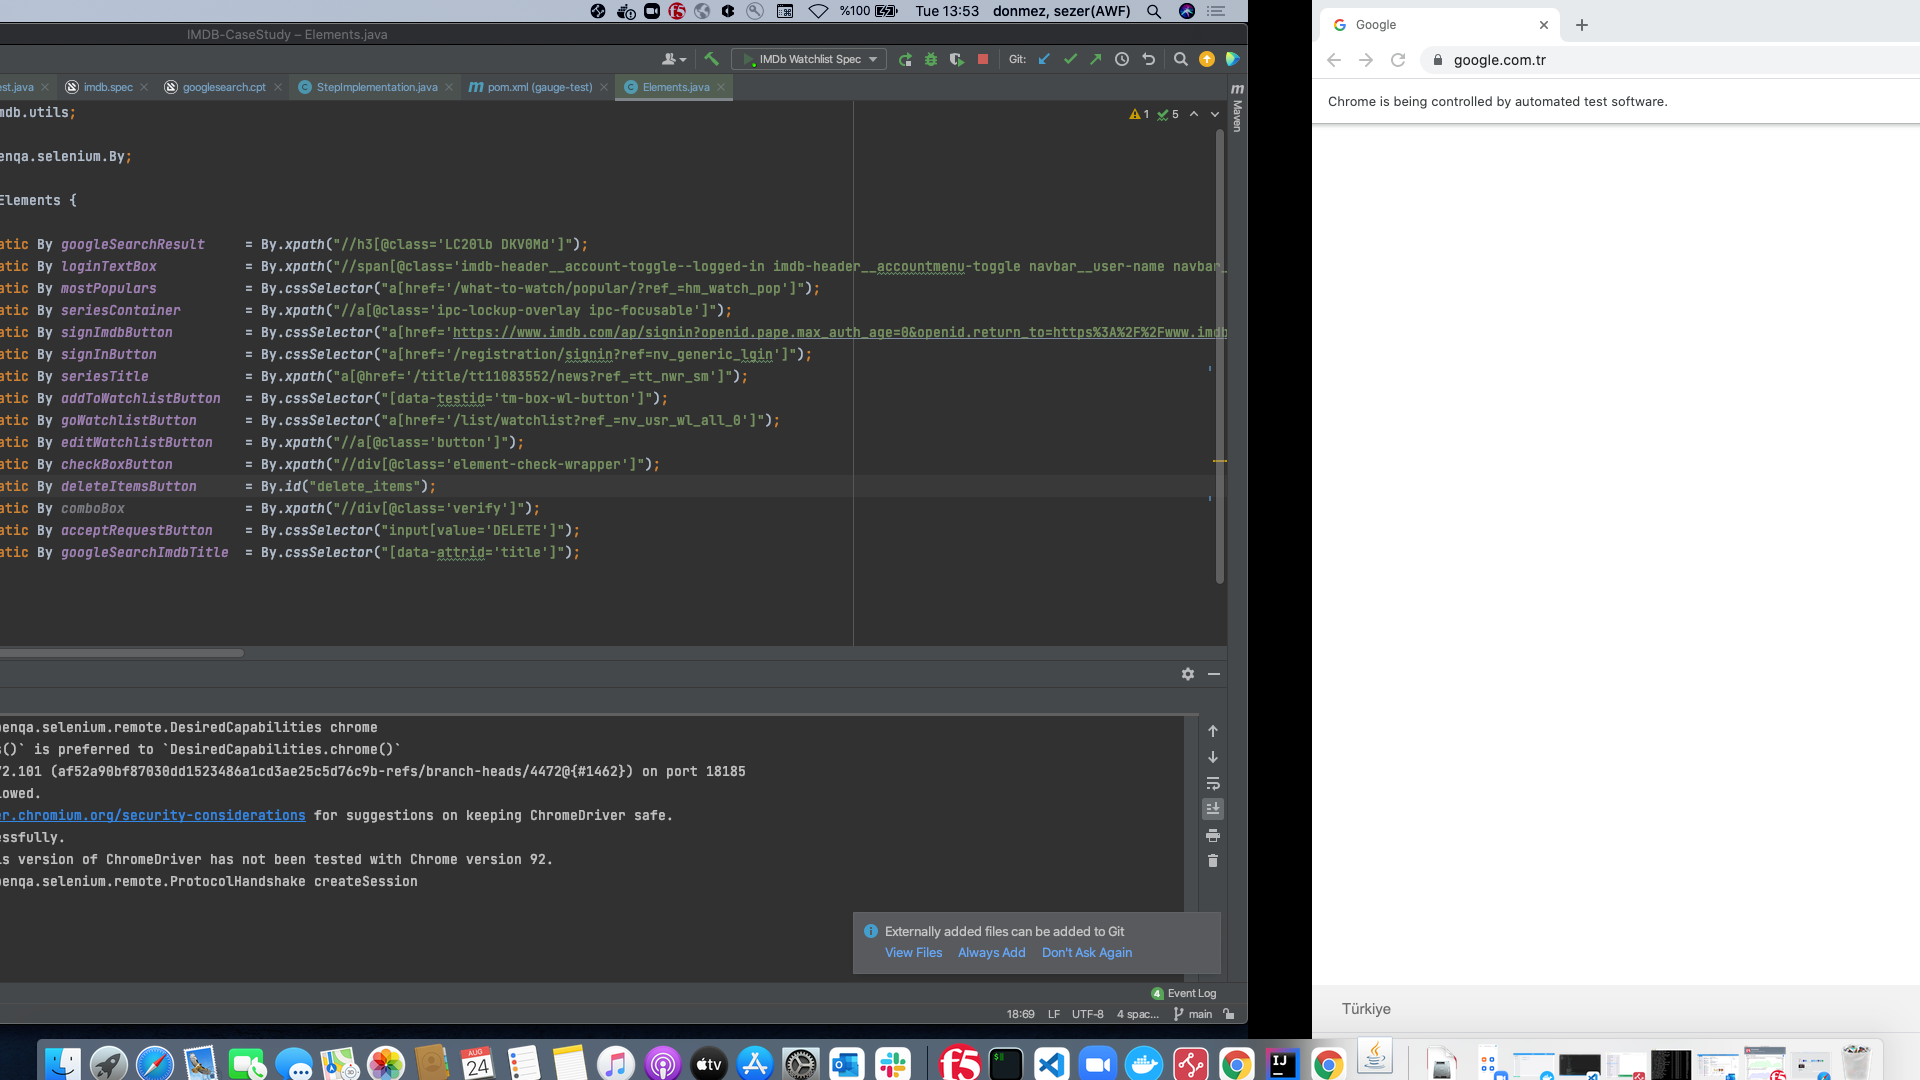 %100
Tue 13:53
donmez, sezer(AWF)
IMDB-CaseStudy – Elements.java
IMDb Watchlist Spec
Git:
est.java
imdb.spec
googlesearch.cpt
StepImplementation.java
pom.xml (gauge-test)
Elements.java
mdb.utils;
1
5
Maven
enqa.selenium.By;
Elements {
atic By googleSearchResult = By.xpath("//h3[@class='LC20lb DKV0Md']");
atic By loginTextBox = By.xpath("//span[@class='imdb-header__account-toggle--logged-in imdb-header__accountmenu-toggle navbar__user-name navbar_
atic By mostPopulars = By.cssSelector("a[href='/what-to-watch/popular/?ref_=hm_watch_pop']");
atic By seriesContainer = By.xpath("//a[@class='ipc-lockup-overlay ipc-focusable']");
atic By signImdbButton = By.cssSelector("a[href='https://www.imdb.com/ap/signin?openid.pape.max_auth_age=0&openid.return_to=https%3A%2F%2Fwww.imdb
atic By signInButton = By.cssSelector("a[href='/registration/signin?ref=nv_generic_lgin']");
atic By seriesTitle = By.xpath("a[@href='/title/tt11083552/news?ref_=tt_nwr_sm']");
atic By addToWatchlistButton = By.cssSelector("[data-testid='tm-box-wl-button']");
atic By goWatchlistButton = By.cssSelector("a[href='/list/watchlist?ref_=nv_usr_wl_all_0']");
atic By editWatchlistButton = By.xpath("//a[@class='button']");
atic By checkBoxButton = By.xpath("//div[@class='element-check-wrapper']");
atic By deleteItemsButton = By.id("delete_items");
atic By comboBox = By.xpath("//div[@class='verify']");
atic By acceptRequestButton = By.cssSelector("input[value='DELETE']");
atic By googleSearchImdbTitle = By.cssSelector("[data-attrid='title']");
enqa.selenium.remote.DesiredCapabilities chrome
s()` is preferred to `DesiredCapabilities.chrome()`
72.101 (af52a90bf87030dd1523486a1cd3ae25c5d76c9b-refs/branch-heads/4472@{#1462}) on port 18185
lowed.
er.chromium.org/security-considerations for suggestions on keeping ChromeDriver safe.
essfully.
is version of ChromeDriver has not been tested with Chrome version 92.
enqa.selenium.remote.ProtocolHandshake createSession
Externally added files can be added to Git
View Files Always Add Don't Ask Again
4 Event Log
18:69 LF UTF-8 4 spac... main
Google
google.com.tr
Chrome is being controlled by automated test software.
Türkiye
AUG
24
tv
IJ